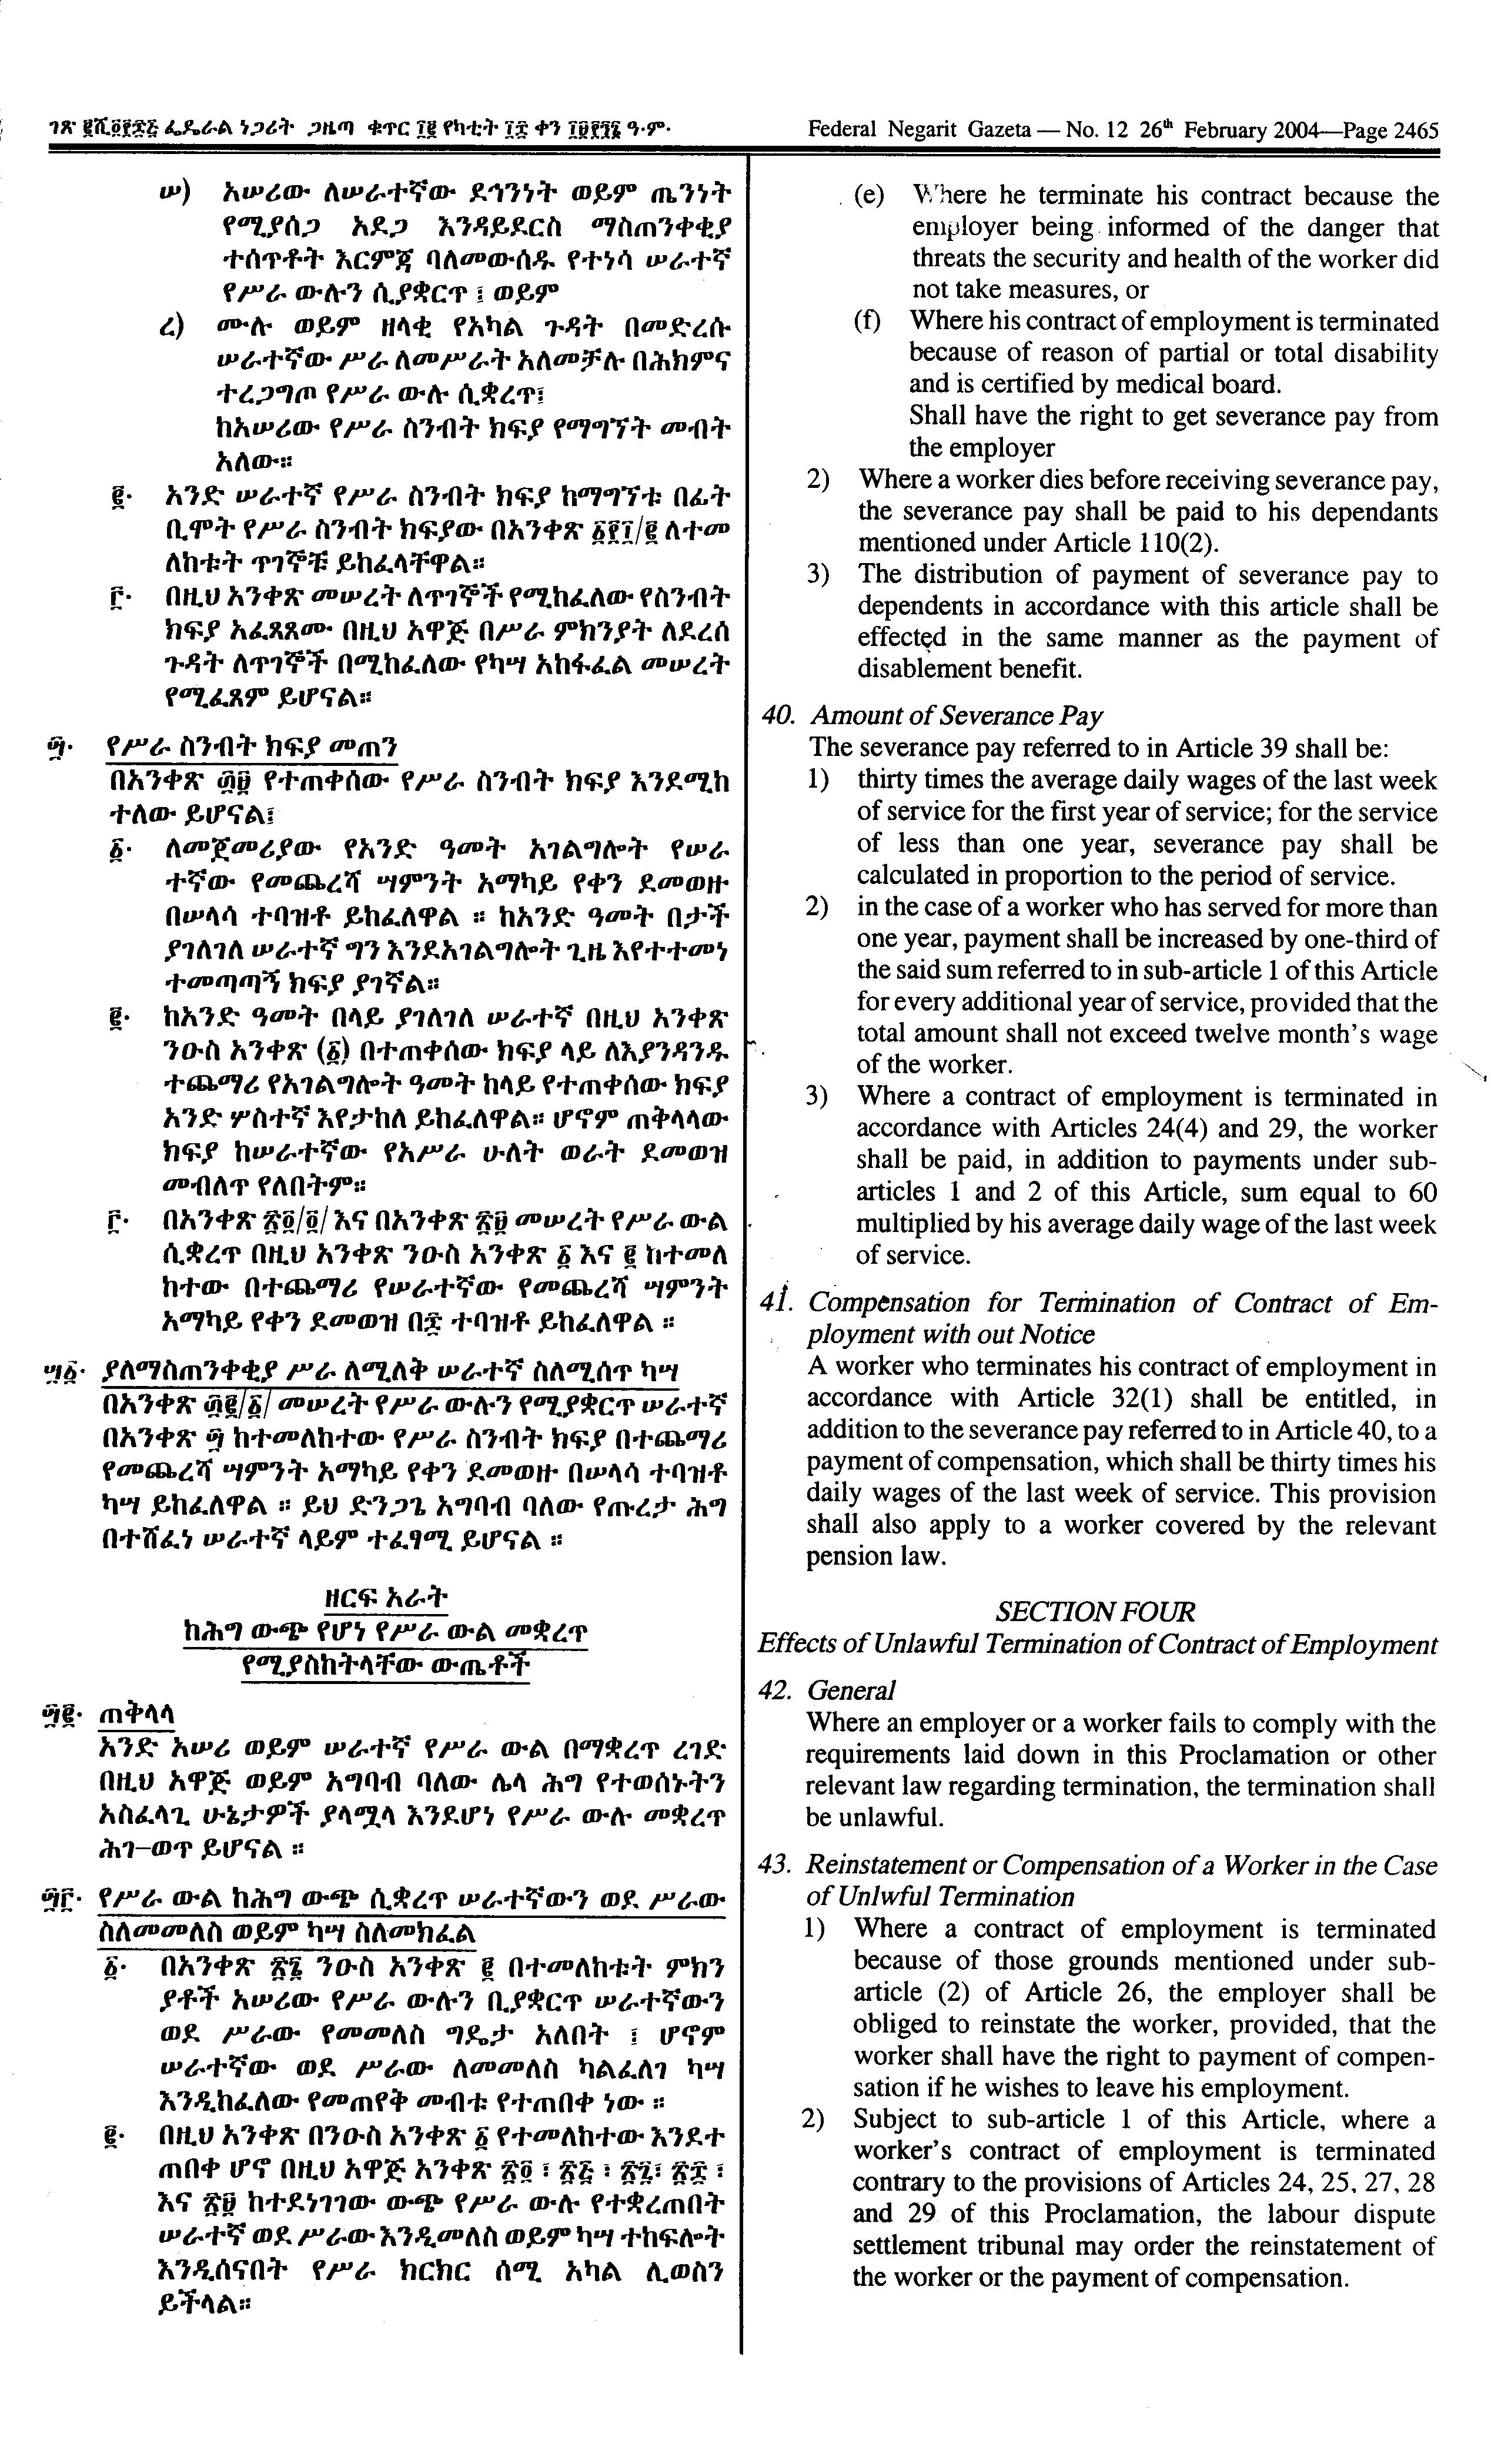 ገጽ ፪ሺ፬፻፷፭ ፌዴራል ነጋሪት ጋዜጣ ቁጥር ፲፪ የካቲት ፲፰ ቀን ፲፱፻፺፮ ዓ.ም.
Federal Negarit Gazeta — No. 12 26th February 2004—Page 2465
ሠ) አሠሪው ለሠራተኛው ደኅንነት ወይም ጤንነት
የሚያሰጋ አደጋ እንዳይደርስ ማስጠንቀቂያ
ተሰጥቶት እርምጃ ባለመውሰዱ የተነሳ ሠራተኛ
የሥራ ውሉን ሲያቋርጥ ፤ ወይም
ረ) ሙሉ ወይም ዘላቂ የአካል ጉዳት በመድረሱ
ሠራተኛው ሥራ ለመሥራት አለመቻሉ በሕክምና
ተረጋግጦ የሥራ ውሉ ሲቋረጥ፤
ከአሠሪው የሥራ ስንብት ክፍያ የማግኘት መብት
አለው።
፪. አንድ ሠራተኛ የሥራ ስንብት ክፍያ ከማግኘቱ በፊት
ቢሞት የሥራ ስንብት ክፍያው በአንቀጽ ፩፻፲/፪ ለተመ
ለከቱት ጥገኞቹ ይከፈላቸዋል።
፫. በዚህ አንቀጽ መሠረት ለጥገኞች የሚከፈለው የስንብት
ክፍያ አፈጻጸሙ በዚህ አዋጅ በሥራ ምክንያት ለደረሰ
ጉዳት ለጥገኞች በሚከፈለው የካሣ አከፋፈል መሠረት
የሚፈጸም ይሆናል።
፵. የሥራ ስንብት ክፍያ መጠን
በአንቀጽ ፴፱ የተጠቀሰው የሥራ ስንብት ክፍያ እንደሚከ
ተለው ይሆናል፤
፩. ለመጀመሪያው የአንድ ዓመት አገልግሎት የሠራ
ተኛው የመጨረሻ ሣምንት አማካይ የቀን ደመወዙ
በሠላሳ ተባዝቶ ይከፈለዋል ። ከአንድ ዓመት በታች
ያገለገለ ሠራተኛ ግን እንደአገልግሎት ጊዜ እየተተመነ
ተመጣጣኝ ክፍያ ያገኛል።
፪. ከአንድ ዓመት በላይ ያገለገለ ሠራተኛ በዚህ አንቀጽ
ንዑስ አንቀጽ (፩) በተጠቀሰው ክፍያ ላይ ለእያንዳንዱ
ተጨማሪ የአገልግሎት ዓመት ከላይ የተጠቀሰው ክፍያ
አንድ ሦስተኛ እየታከለ ይከፈለዋል። ሆኖም ጠቅላላው
ክፍያ ከሠራተኛው የአሥራ ሁለት ወራት ደመወዝ
መብለጥ የለበትም።
፫. በአንቀጽ ፳፬/፬/ እና በአንቀጽ ፳፱ መሠረት የሥራ ውል
ሲቋረጥ በዚህ አንቀጽ ንዑስ አንቀጽ ፩ እና ፪ ከተመለ
ከተው በተጨማሪ የሠራተኛው የመጨረሻ ሣምንት
አማካይ የቀን ደመወዝ በ፷ ተባዝቶ ይከፈለዋል ።
፵፩. ያለማስጠንቀቂያ ሥራ ለሚለቅ ሠራተኛ ስለሚሰጥ ካሣ
በአንቀጽ ፴፪/፩/ መሠረት የሥራ ውሉን የሚያቋርጥ ሠራተኛ
በአንቀጽ ፵ ከተመለከተው የሥራ ስንብት ክፍያ በተጨማሪ
የመጨረሻ ሣምንት አማካይ የቀን ደመወዙ በሠላሳ ተባዝቶ
ካሣ ይከፈለዋል ። ይህ ድንጋጌ አግባብ ባለው የጡረታ ሕግ
በተሸፈነ ሠራተኛ ላይም ተፈፃሚ ይሆናል ።
ዘርፍ አራት
ከሕግ ውጭ የሆነ የሥራ ውል መቋረጥ
የሚያስከትላቸው ውጤቶች
፵፪. ጠቅላላ
አንድ አሠሪ ወይም ሠራተኛ የሥራ ውል በማቋረጥ ረገድ
በዚህ አዋጅ ወይም አግባብ ባለው ሌላ ሕግ የተወሰኑትን
አስፈላጊ ሁኔታዎች ያላሟላ እንደሆነ የሥራ ውሉ መቋረጥ
ሕገ–ወጥ ይሆናል ።
፵፫. የሥራ ውል ከሕግ ውጭ ሲቋረጥ ሠራተኛውን ወደ ሥራው
ስለመመለስ ወይም ካሣ ስለመክፈል
፩. በአንቀጽ ፳፮ ንዑስ አንቀጽ ፪ በተመለከቱት ምክን
ያቶች አሠሪው የሥራ ውሉን ቢያቋርጥ ሠራተኛውን
ወደ ሥራው የመመለስ ግዴታ አለበት ፤ ሆኖም
ሠራተኛው ወደ ሥራው ለመመለስ ካልፈለገ ካሣ
እንዲከፈለው የመጠየቅ መብቱ የተጠበቀ ነው ።
፪. በዚህ አንቀጽ በንዑስ አንቀጽ ፩ የተመለከተው እንደተ
ጠበቀ ሆኖ በዚህ አዋጅ አንቀጽ ፳፬ ፣ ፳፭ ፣ ፳፯፣ ፳፰ ፣
እና ፳፱ ከተደነገገው ውጭ የሥራ ውሉ የተቋረጠበት
ሠራተኛ ወደ ሥራው እንዲመለስ ወይም ካሣ ተከፍሎት
እንዲሰናበት የሥራ ክርክር ሰሚ አካል ሊወስን
ይችላል።
(e) Where he terminate his contract because the
employer being informed of the danger that
threats the security and health of the worker did
not take measures, or
(f) Where his contract of employment is terminated
because of reason of partial or total disability
and is certified by medical board.
Shall have the right to get severance pay from
the employer
2) Where a worker dies before receiving severance pay,
the severance pay shall be paid to his dependants
mentioned under Article 110(2).
3) The distribution of payment of severance pay to
dependents in accordance with this article shall be
effected in the same manner as the payment of
disablement benefit.
40. Amount of Severance Pay
The severance pay referred to in Article 39 shall be:
1) thirty times the average daily wages of the last week
of service for the first year of service; for the service
of less than one year, severance pay shall be
calculated in proportion to the period of service.
2) in the case of a worker who has served for more than
one year, payment shall be increased by one-third of
the said sum referred to in sub-article 1 of this Article
for every additional year of service, provided that the
total amount shall not exceed twelve month's wage
of the worker.
3) Where a contract of employment is terminated in
accordance with Articles 24(4) and 29, the worker
shall be paid, in addition to payments under sub-
articles 1 and 2 of this Article, sum equal to 60
multiplied by his average daily wage of the last week
of service.
41. Compensation for Termination of Contract of Em-
ployment with out Notice
A worker who terminates his contract of employment in
accordance with Article 32(1) shall be entitled, in
addition to the severance pay referred to in Article 40, to a
payment of compensation, which shall be thirty times his
daily wages of the last week of service. This provision
shall also apply to a worker covered by the relevant
pension law.
SECTION FOUR
Effects of Unlawful Termination of Contract of Employment
42. General
Where an employer or a worker fails to comply with the
requirements laid down in this Proclamation or other
relevant law regarding termination, the termination shall
be unlawful.
43. Reinstatement or Compensation of a Worker in the Case
of Unlwful Termination
1) Where a contract of employment is terminated
because of those grounds mentioned under sub-
article (2) of Article 26, the employer shall be
obliged to reinstate the worker, provided, that the
worker shall have the right to payment of compen-
sation if he wishes to leave his employment.
2) Subject to sub-article 1 of this Article, where a
worker's contract of employment is terminated
contrary to the provisions of Articles 24, 25, 27, 28
and 29 of this Proclamation, the labour dispute
settlement tribunal may order the reinstatement of
the worker or the payment of compensation.